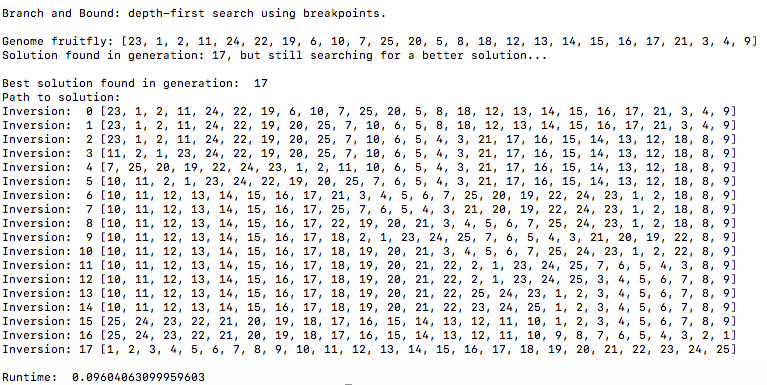 Branch and Bound: depth-first search using breakpoints.
Genome fruitfly: [23, 1, 2, 11, 24, 22, 19, 6, 10, 7, 25, 20, 5, 8, 18, 12, 13, 14, 15, 16, 17, 21, 3, 4, 9]
Solution found in generation: 17, but still searching for a better solution...
Best solution found in generation:  17
Path to solution:
Inversion:  0 [23, 1, 2, 11, 24, 22, 19, 6, 10, 7, 25, 20, 5, 8, 18, 12, 13, 14, 15, 16, 17, 21, 3, 4, 9]
Inversion:  1 [23, 1, 2, 11, 24, 22, 19, 20, 25, 7, 10, 6, 5, 8, 18, 12, 13, 14, 15, 16, 17, 21, 3, 4, 9]
Inversion:  2 [23, 1, 2, 11, 24, 22, 19, 20, 25, 7, 10, 6, 5, 4, 3, 21, 17, 16, 15, 14, 13, 12, 18, 8, 9]
Inversion:  3 [11, 2, 1, 23, 24, 22, 19, 20, 25, 7, 10, 6, 5, 4, 3, 21, 17, 16, 15, 14, 13, 12, 18, 8, 9]
Inversion:  4 [7, 25, 20, 19, 22, 24, 23, 1, 2, 11, 10, 6, 5, 4, 3, 21, 17, 16, 15, 14, 13, 12, 18, 8, 9]
Inversion:  5 [10, 11, 2, 1, 23, 24, 22, 19, 20, 25, 7, 6, 5, 4, 3, 21, 17, 16, 15, 14, 13, 12, 18, 8, 9]
Inversion:  6 [10, 11, 12, 13, 14, 15, 16, 17, 21, 3, 4, 5, 6, 7, 25, 20, 19, 22, 24, 23, 1, 2, 18, 8, 9]
Inversion:  7 [10, 11, 12, 13, 14, 15, 16, 17, 25, 7, 6, 5, 4, 3, 21, 20, 19, 22, 24, 23, 1, 2, 18, 8, 9]
Inversion:  8 [10, 11, 12, 13, 14, 15, 16, 17, 22, 19, 20, 21, 3, 4, 5, 6, 7, 25, 24, 23, 1, 2, 18, 8, 9]
Inversion:  9 [10, 11, 12, 13, 14, 15, 16, 17, 18, 2, 1, 23, 24, 25, 7, 6, 5, 4, 3, 21, 20, 19, 22, 8, 9]
Inversion: 10 [10, 11, 12, 13, 14, 15, 16, 17, 18, 19, 20, 21, 3, 4, 5, 6, 7, 25, 24, 23, 1, 2, 22, 8, 9]
Inversion: 11 [10, 11, 12, 13, 14, 15, 16, 17, 18, 19, 20, 21, 22, 2, 1, 23, 24, 25, 7, 6, 5, 4, 3, 8, 9]
Inversion: 12 [10, 11, 12, 13, 14, 15, 16, 17, 18, 19, 20, 21, 22, 2, 1, 23, 24, 25, 3, 4, 5, 6, 7, 8, 9]
Inversion: 13 [10, 11, 12, 13, 14, 15, 16, 17, 18, 19, 20, 21, 22, 25, 24, 23, 1, 2, 3, 4, 5, 6, 7, 8, 9]
Inversion: 14 [10, 11, 12, 13, 14, 15, 16, 17, 18, 19, 20, 21, 22, 23, 24, 25, 1, 2, 3, 4, 5, 6, 7, 8, 9]
Inversion: 15 [25, 24, 23, 22, 21, 20, 19, 18, 17, 16, 15, 14, 13, 12, 11, 10, 1, 2, 3, 4, 5, 6, 7, 8, 9]
Inversion: 16 [25, 24, 23, 22, 21, 20, 19, 18, 17, 16, 15, 14, 13, 12, 11, 10, 9, 8, 7, 6, 5, 4, 3, 2, 1]
Inversion: 17 [1, 2, 3, 4, 5, 6, 7, 8, 9, 10, 11, 12, 13, 14, 15, 16, 17, 18, 19, 20, 21, 22, 23, 24, 25]
Runtime:  0.09604063099959603